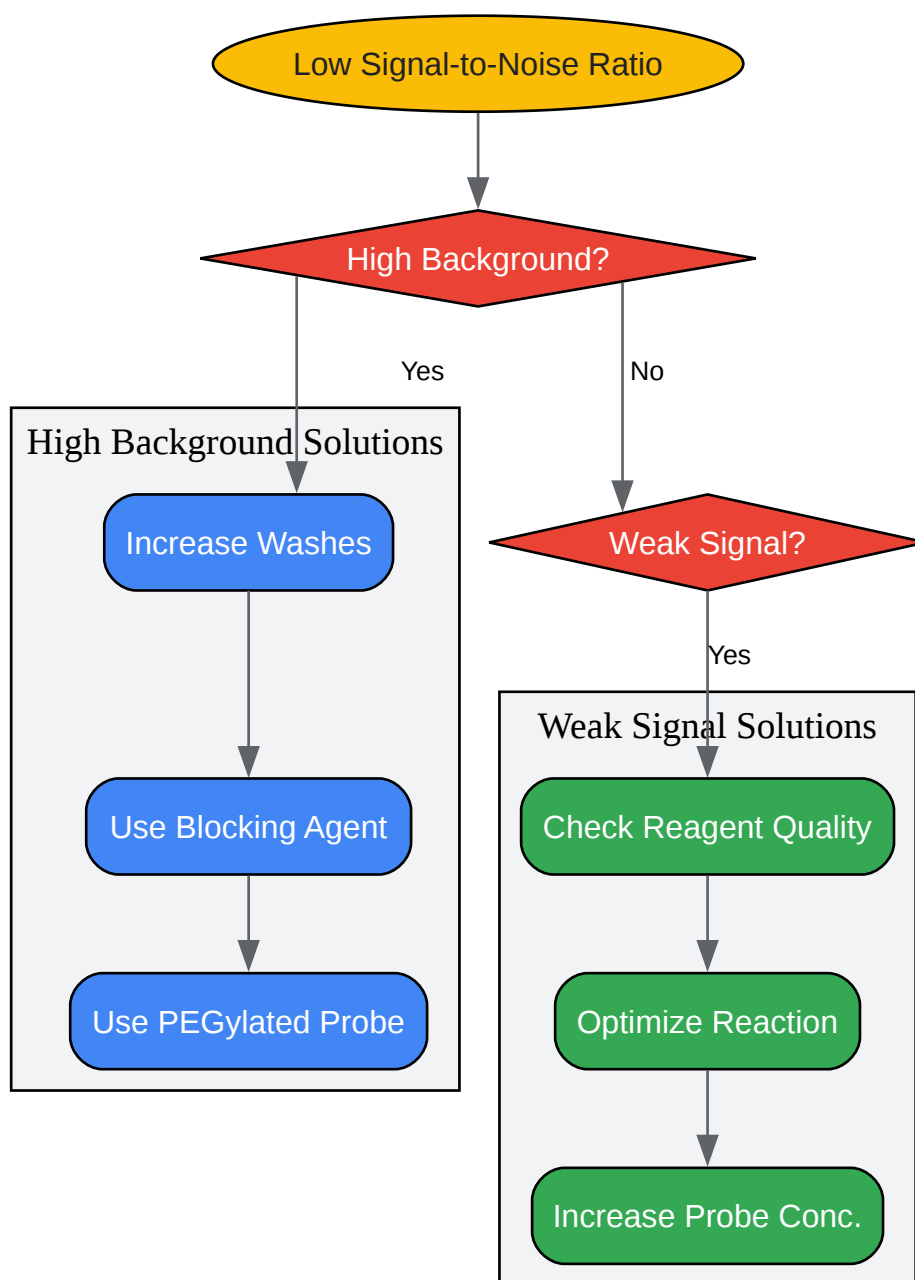 Low Signal-to-Noise Ratio
High Background?
Yes
No
High Background Solutions
Increase Washes
Weak Signal?
Yes
Weak Signal Solutions
Use Blocking Agent
Check Reagent Quality
Use PEGylated Probe
Optimize Reaction
Increase Probe Conc.